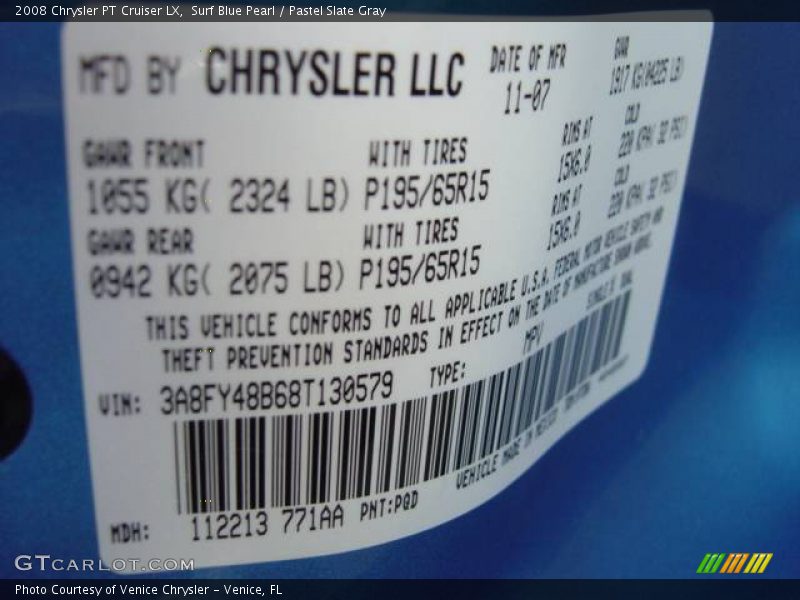 2008 Chrysler PT Cruiser LX, Surf Blue Pearl / Pastel Slate Gray
MFD BY CHRYSLER LLC
DATE OF MFR
11-07
GVWR
1917 KG(04225 LB)
GAWR FRONT
WITH TIRES
RIMS AT
COLD
1055 KG( 2324 LB) P195/65R15
15X6.0
220 KPA( 32 PSI)
GAWR REAR
WITH TIRES
RIMS AT
COLD
0942 KG( 2075 LB) P195/65R15
15X6.0
220 KPA( 32 PSI)
THIS VEHICLE CONFORMS TO ALL APPLICABLE U.S.A. FEDERAL MOTOR VEHICLE SAFETY AND
THEFT PREVENTION STANDARDS IN EFFECT ON THE DATE OF MANUFACTURE SHOWN ABOVE.
VIN: 3A8FY48B68T130579 TYPE: MPV
VEHICLE MADE IN MEXICO
MDH: 112213 771AA PNT:PQD
GTCARLOT.COM
Photo Courtesy of Venice Chrysler - Venice, FL